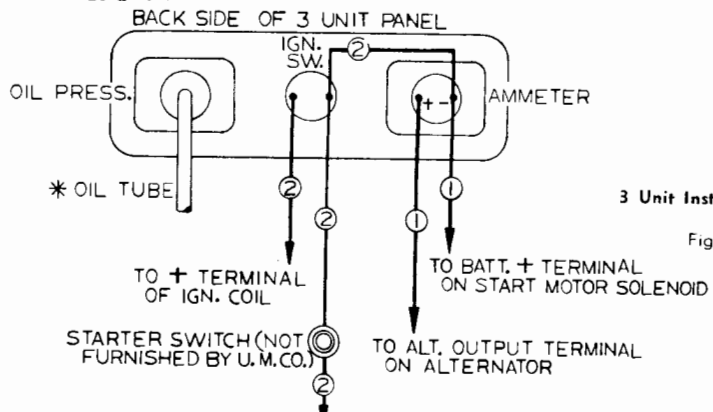 BACK SIDE OF 3 UNIT PANEL
IGN.
SW.
2
OIL PRESS.
+ -
AMMETER
* OIL TUBE
2
2
1
1
3 Unit Inst
Fig
TO + TERMINAL
OF IGN. COIL
TO BATT. + TERMINAL
ON START MOTOR SOLENOID
STARTER SWITCH (NOT
FURNISHED BY U.M.CO.)
TO ALT. OUTPUT TERMINAL
ON ALTERNATOR
2